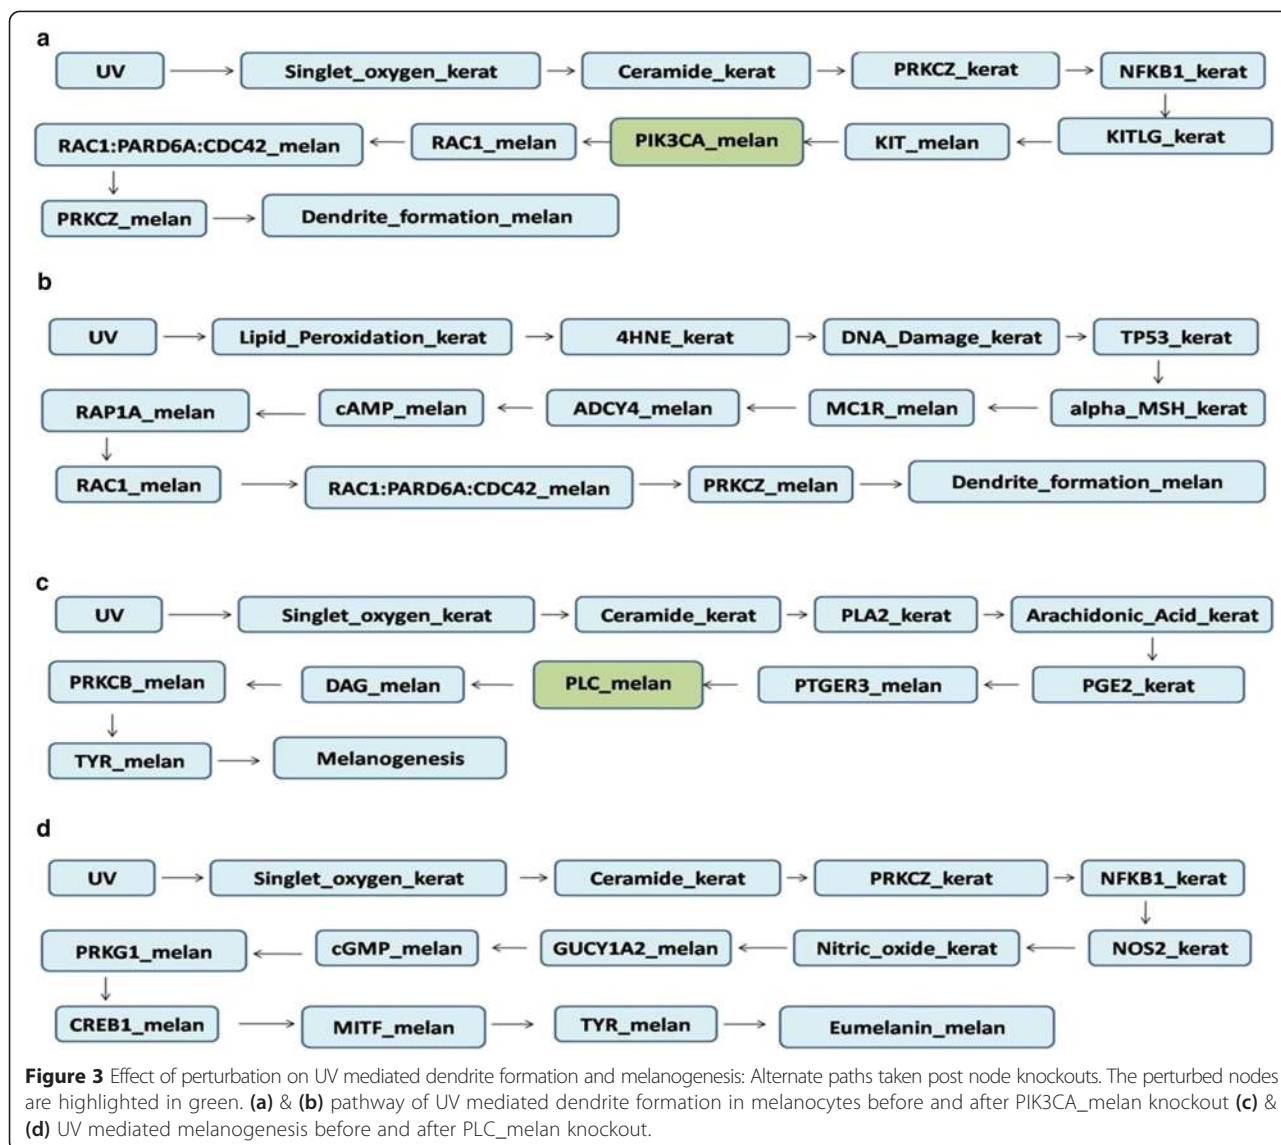 a
UV Singlet_oxygen_kerat Ceramide_kerat PRKCZ_kerat NFKB1_kerat
RAC1:PARD6A:CDC42_melan RAC1_melan PIK3CA_melan KIT_melan KITLG_kerat
PRKCZ_melan Dendrite_formation_melan
b
UV Lipid_Peroxidation_kerat 4HNE_kerat DNA_Damage_kerat TP53_kerat
RAP1A_melan cAMP_melan ADCY4_melan MC1R_melan alpha_MSH_kerat
RAC1_melan RAC1:PARD6A:CDC42_melan PRKCZ_melan Dendrite_formation_melan
c
UV Singlet_oxygen_kerat Ceramide_kerat PLA2_kerat Arachidonic_Acid_kerat
PRKCB_melan DAG_melan PLC_melan PTGER3_melan PGE2_kerat
TYR_melan Melanogenesis
d
UV Singlet_oxygen_kerat Ceramide_kerat PRKCZ_kerat NFKB1_kerat
PRKG1_melan cGMP_melan GUCY1A2_melan Nitric_oxide_kerat NOS2_kerat
CREB1_melan MITF_melan TYR_melan Eumelanin_melan
Figure 3 Effect of perturbation on UV mediated dendrite formation and melanogenesis: Alternate paths taken post node knockouts. The perturbed nodes
are highlighted in green. (a) & (b) pathway of UV mediated dendrite formation in melanocytes before and after PIK3CA_melan knockout (c) &
(d) UV mediated melanogenesis before and after PLC_melan knockout.